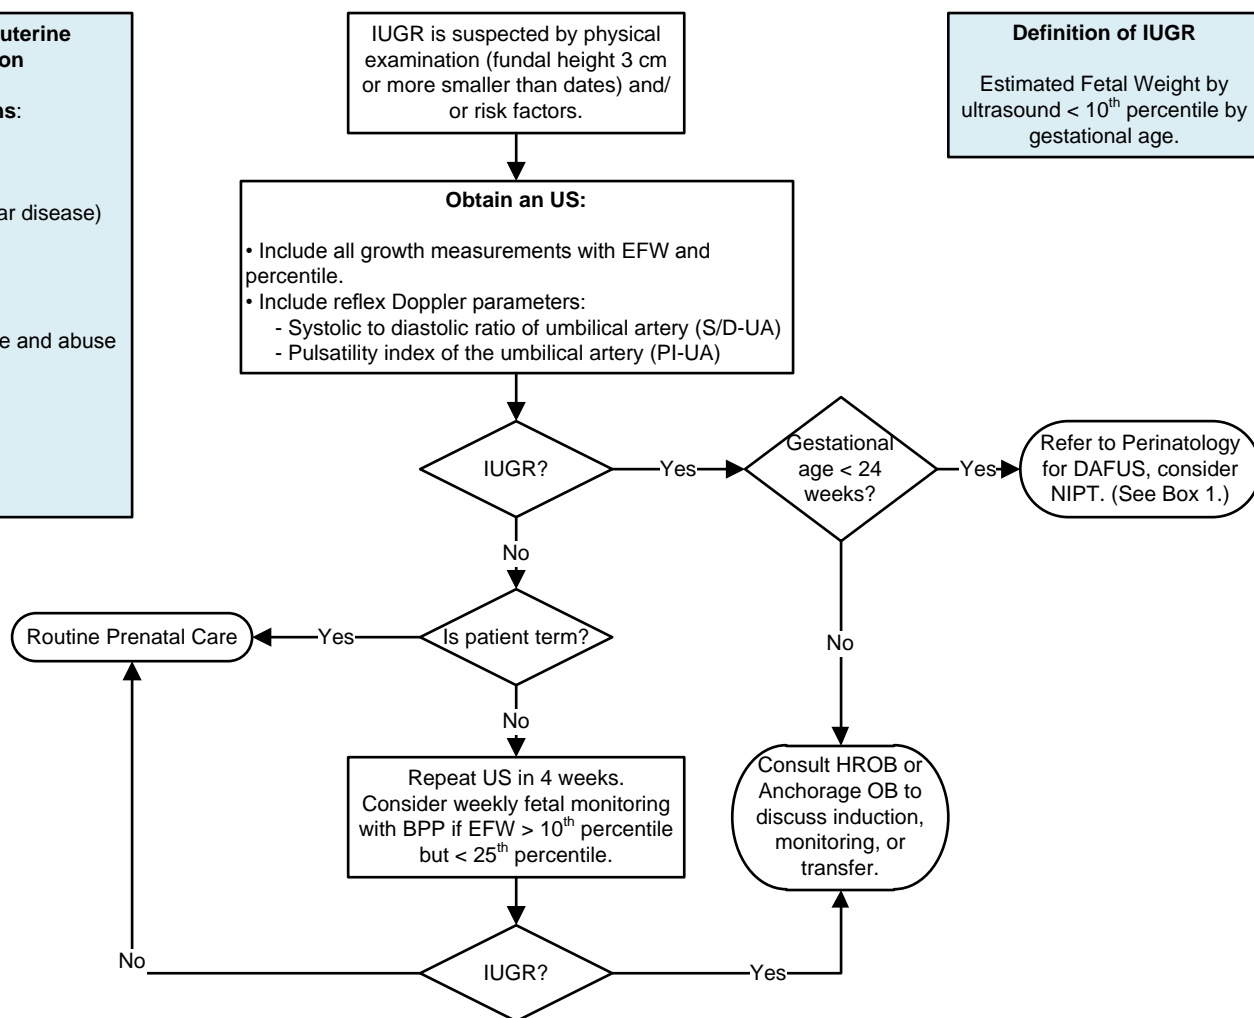 uterine
on
ns:
ar disease)
e and abuse
IUGR is suspected by physical
examination (fundal height 3 cm
or more smaller than dates) and/
or risk factors.
Definition of IUGR
Estimated Fetal Weight by
ultrasound < 10th percentile by
gestational age.
Obtain an US:
• Include all growth measurements with EFW and
percentile.
• Include reflex Doppler parameters:
- Systolic to diastolic ratio of umbilical artery (S/D-UA)
- Pulsatility index of the umbilical artery (PI-UA)
IUGR?
Yes
Gestational
age < 24
weeks?
Yes
Refer to Perinatology
for DAFUS, consider
NIPT. (See Box 1.)
No
Is patient term?
Yes
Routine Prenatal Care
No
No
Repeat US in 4 weeks.
Consider weekly fetal monitoring
with BPP if EFW > 10th percentile
but < 25th percentile.
Consult HROB or
Anchorage OB to
discuss induction,
monitoring, or
transfer.
IUGR?
No
Yes